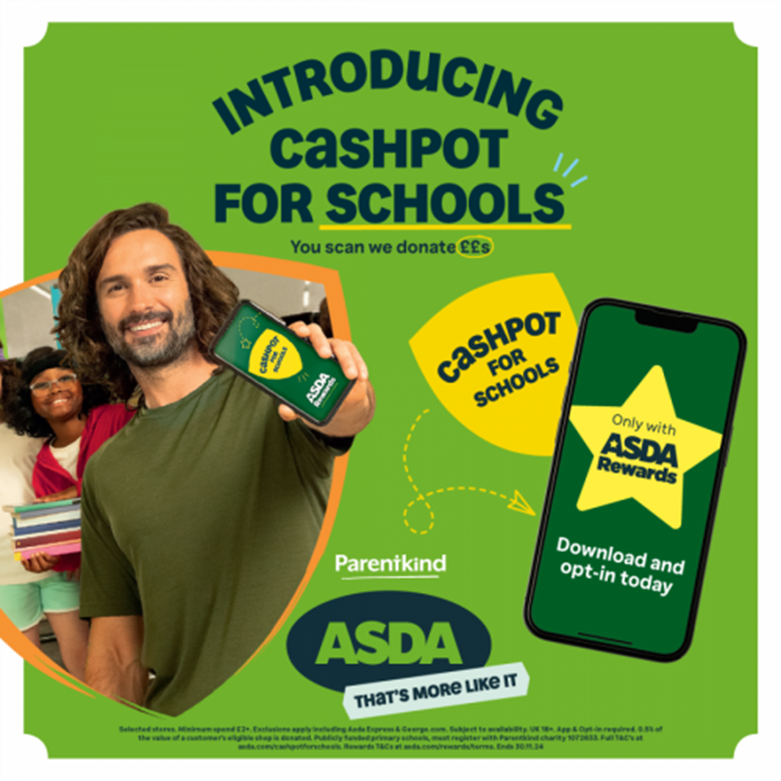 INTRODUCING
CASHPOT
FOR SCHOOLS
You scan we donate ££s
CASHPOT
FOR
SCHOOLS
ASDA
Rewards
CASHPOT
FOR
SCHOOLS
Only with
ASDA
Rewards
Download and
opt-in today
Parentkind
ASDA
THAT'S MORE LIKE IT
Selected stores. Minimum spend £2+. Exclusions apply including Asda Express & George.com. Subject to availability. UK 18+. App & Opt-in required. 0.5% of
the value of a customer's eligible shop is donated. Publicly funded primary schools, must register with Parentkind charity 1072833. Full T&C's at
asda.com/cashpotforschools. Rewards T&Cs at asda.com/rewards/terms. Ends 30.11.24